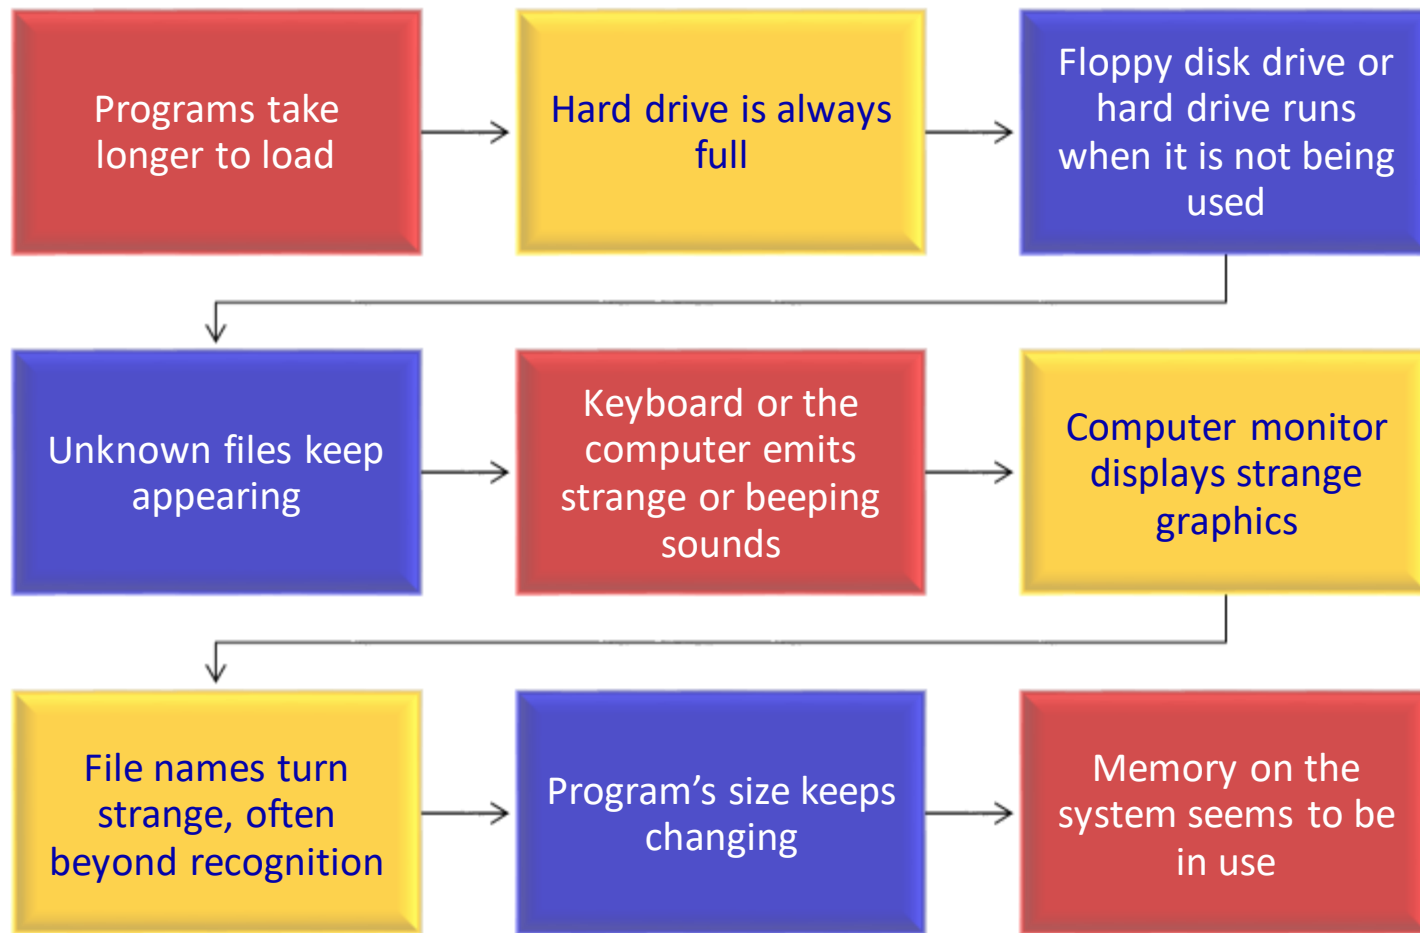 Programs take
longer to load
Hard drive is always
full
Floppy disk drive or
hard drive runs
when it is not being
used
Unknown files keep
appearing
Keyboard or the
computer emits
strange or beeping
sounds
Computer monitor
displays strange
graphics
File names turn
strange, often
beyond recognition
Program’s size keeps
changing
Memory on the
system seems to be
in use